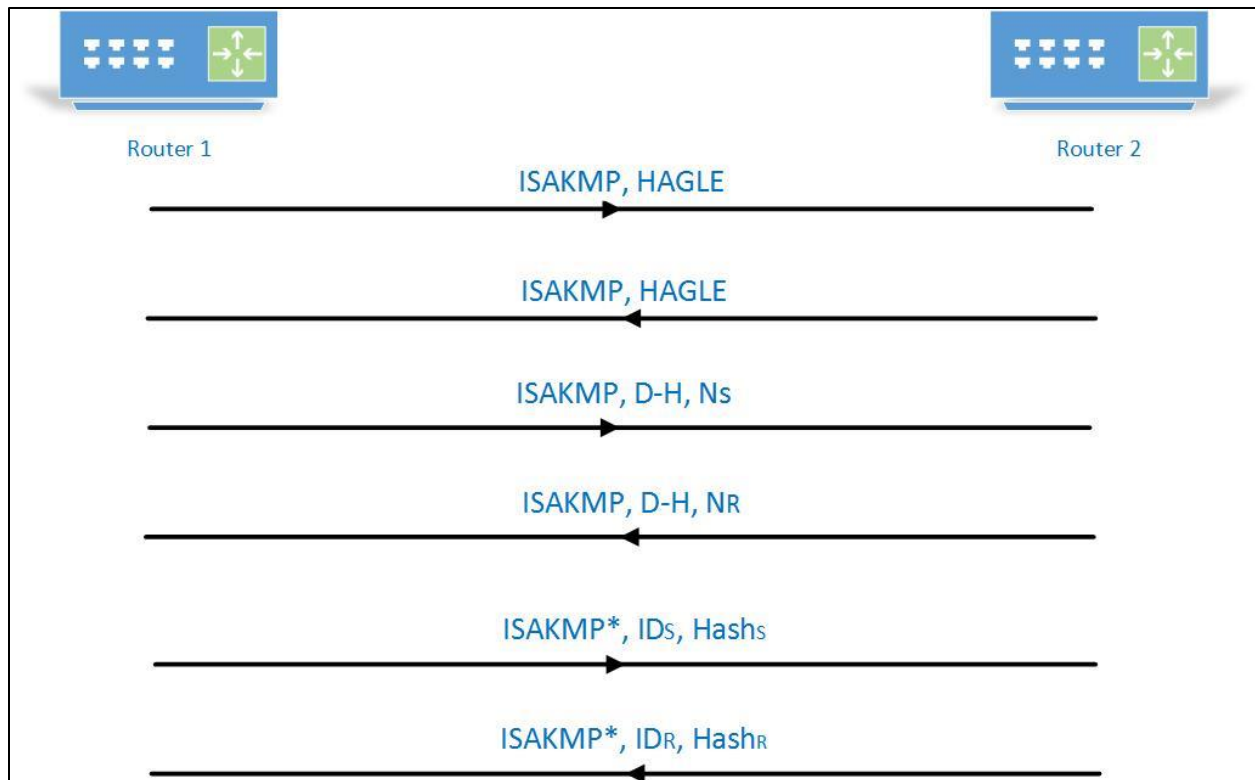 Router 1
Router 2
ISAKMP, HAGLE
ISAKMP, HAGLE
ISAKMP, D-H, Ns
ISAKMP, D-H, NR
ISAKMP*, IDs, Hashs
ISAKMP*, IDR, HashR